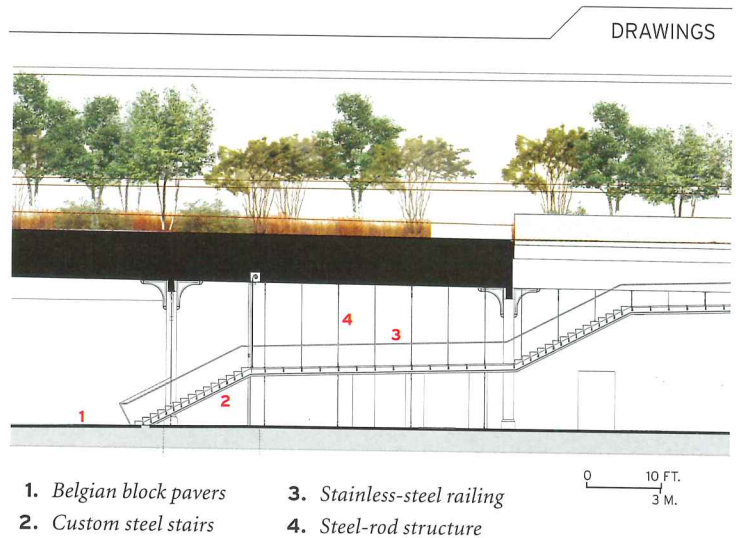 DRAWINGS
4
3
2
1
0 10 FT.
3 M.
1. Belgian block pavers
2. Custom steel stairs
3. Stainless-steel railing
4. Steel-rod structure